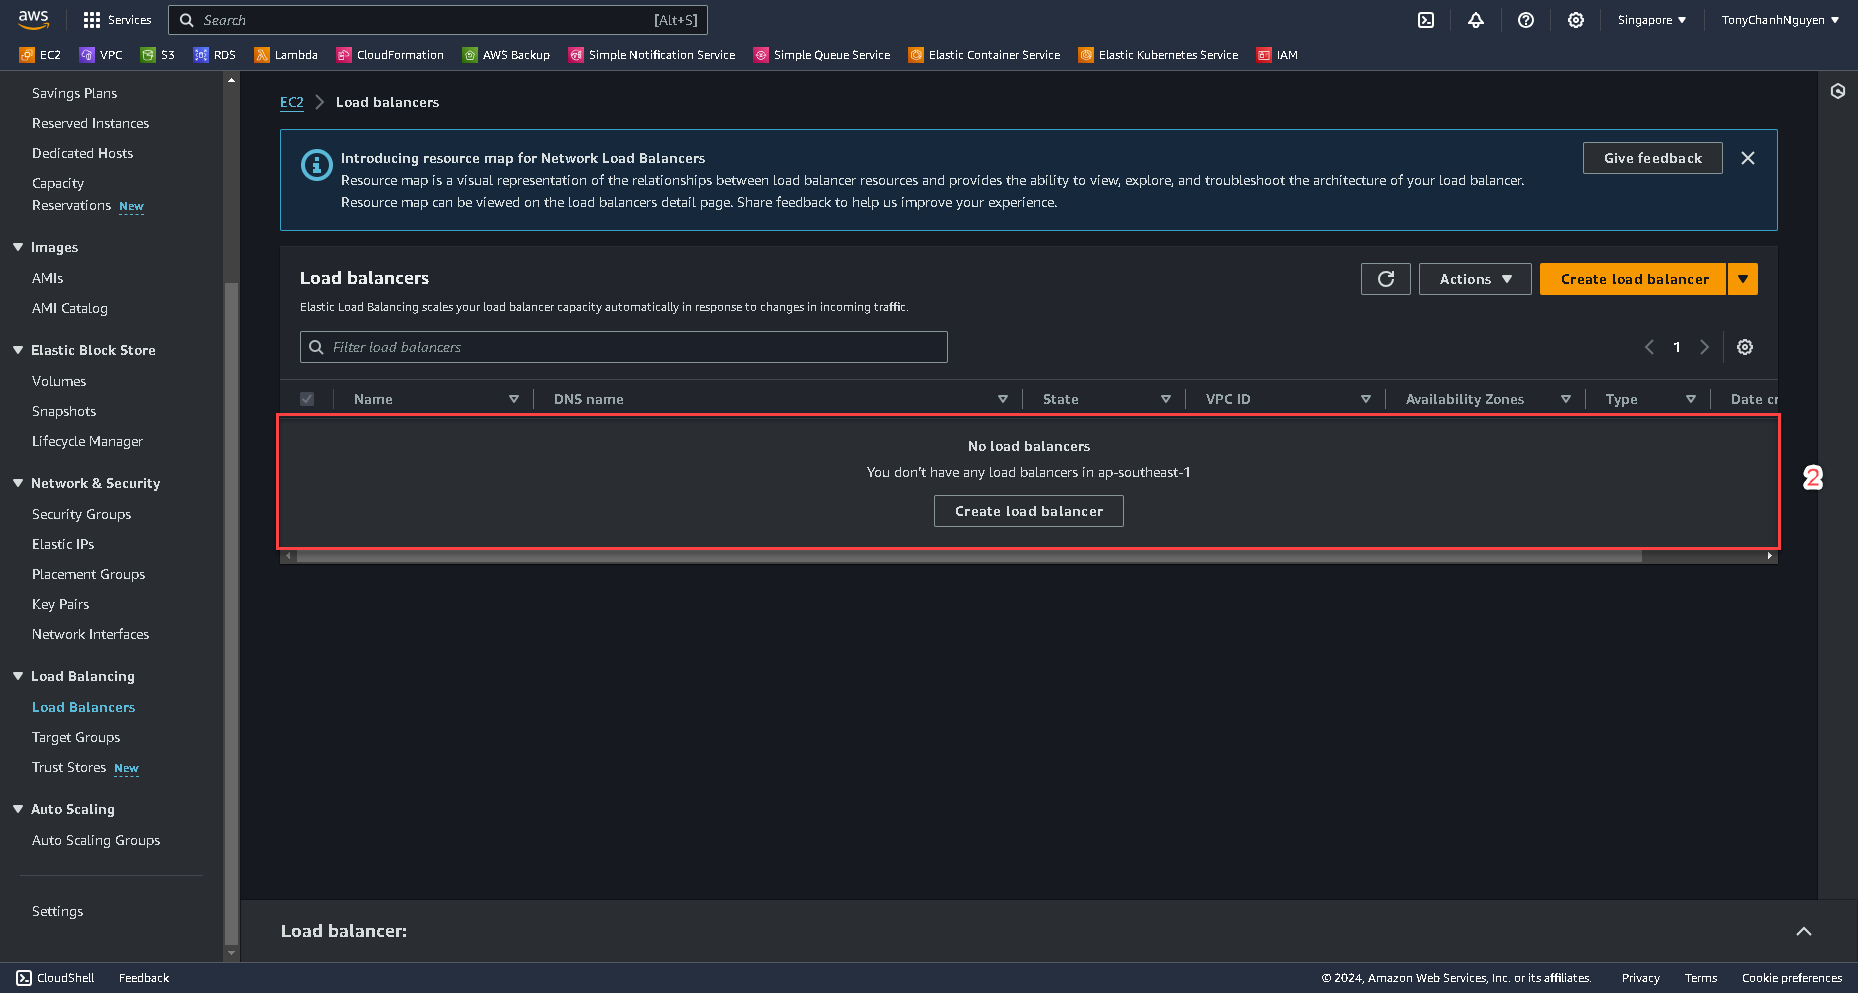 aws
Services
Search
[Alt+S]
Singapore
TonyChanhNguyen
EC2
VPC
S3
RDS
Lambda
CloudFormation
AWS Backup
Simple Notification Service
Simple Queue Service
Elastic Container Service
Elastic Kubernetes Service
IAM
Savings Plans
Reserved Instances
Dedicated Hosts
Capacity
Reservations New
Images
AMIs
AMI Catalog
Elastic Block Store
Volumes
Snapshots
Lifecycle Manager
Network & Security
Security Groups
Elastic IPs
Placement Groups
Key Pairs
Network Interfaces
Load Balancing
Load Balancers
Target Groups
Trust Stores New
Auto Scaling
Auto Scaling Groups
Settings
EC2
Load balancers
Introducing resource map for Network Load Balancers
Resource map is a visual representation of the relationships between load balancer resources and provides the ability to view, explore, and troubleshoot the architecture of your load balancer.
Resource map can be viewed on the load balancers detail page. Share feedback to help us improve your experience.
Give feedback
Load balancers
Elastic Load Balancing scales your load balancer capacity automatically in response to changes in incoming traffic.
Actions
Create load balancer
Filter load balancers
1
Name
DNS name
State
VPC ID
Availability Zones
Type
Date cr
No load balancers
You don't have any load balancers in ap-southeast-1
Create load balancer
2
Load balancer:
CloudShell
Feedback
© 2024, Amazon Web Services, Inc. or its affiliates.
Privacy
Terms
Cookie preferences